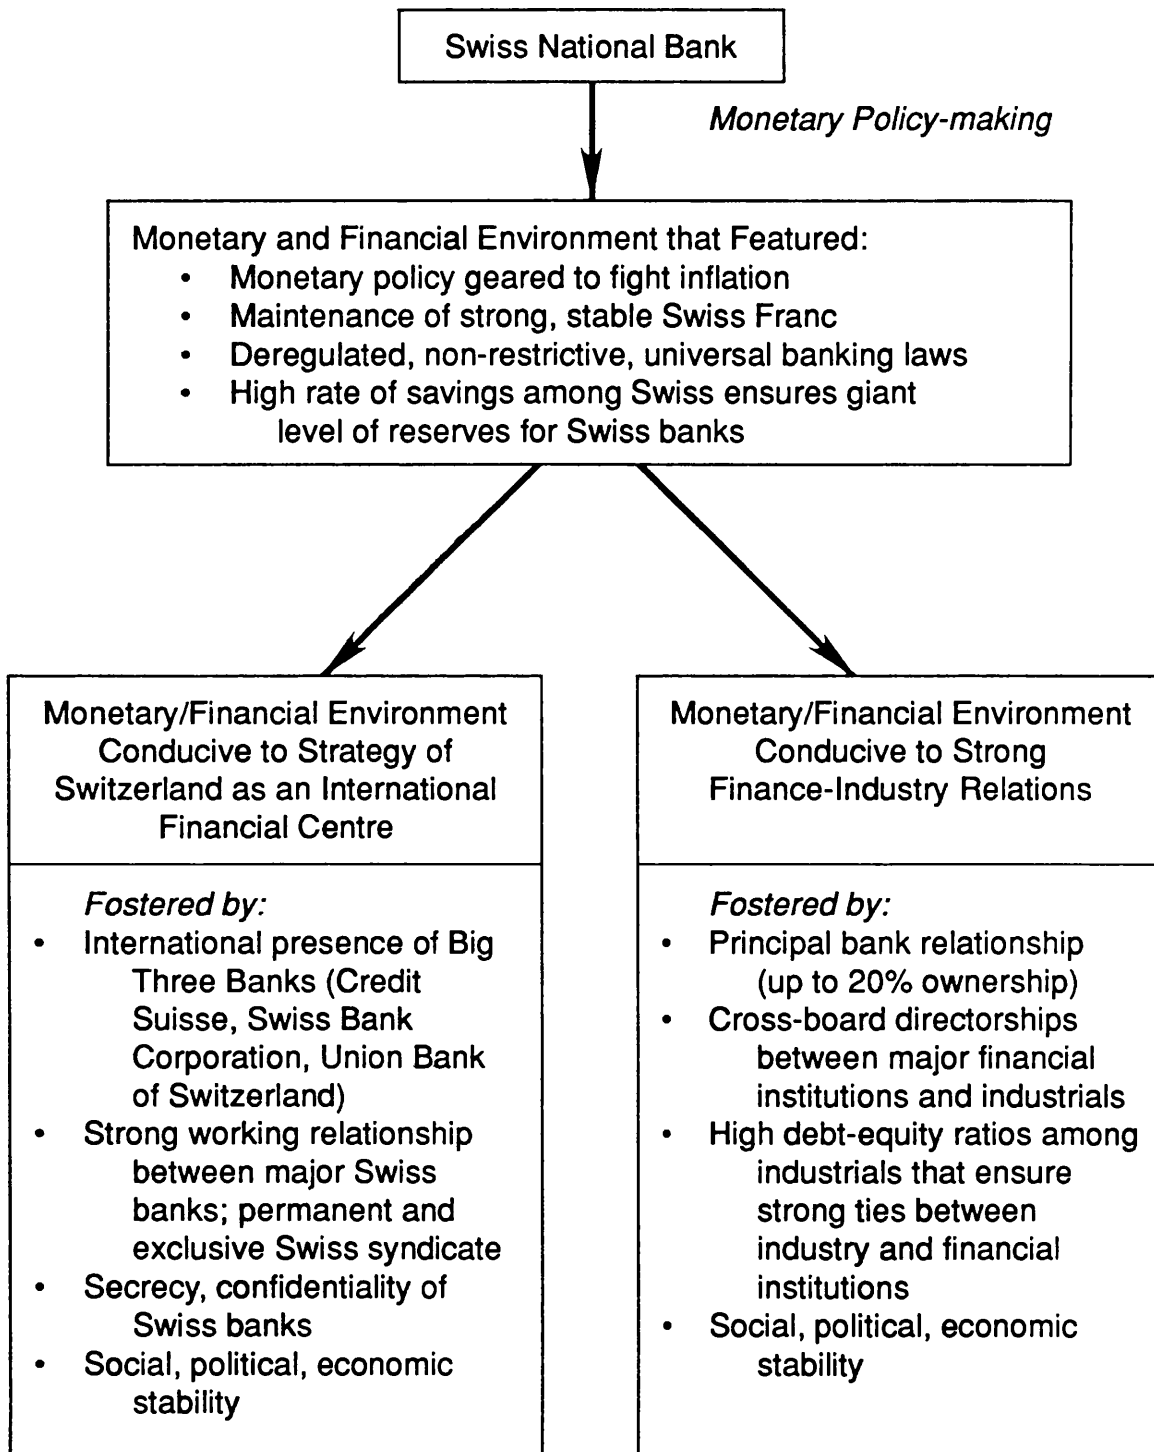 Swiss National Bank
Monetary Policy-making
Monetary and Financial Environment that Featured:
• Monetary policy geared to fight inflation
• Maintenance of strong, stable Swiss Franc
• Deregulated, non-restrictive, universal banking laws
• High rate of savings among Swiss ensures giant
level of reserves for Swiss banks
Monetary/Financial Environment
Conducive to Strategy of
Switzerland as an International
Financial Centre
Fostered by:
• International presence of Big
Three Banks (Credit
Suisse, Swiss Bank
Corporation, Union Bank
of Switzerland)
• Strong working relationship
between major Swiss
banks; permanent and
exclusive Swiss syndicate
• Secrecy, confidentiality of
Swiss banks
• Social, political, economic
stability
Monetary/Financial Environment
Conducive to Strong
Finance-Industry Relations
Fostered by:
• Principal bank relationship
(up to 20% ownership)
• Cross-board directorships
between major financial
institutions and industrials
• High debt-equity ratios among
industrials that ensure
strong ties between
industry and financial
institutions
• Social, political, economic
stability